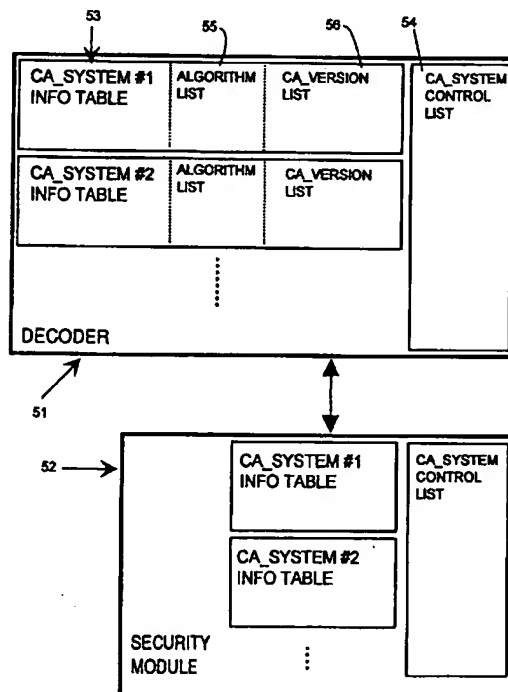 53
55
56
54
CA_SYSTEM #1
INFO TABLE
ALGORITHM
LIST
CA_VERSION
LIST
CA_SYSTEM
CONTROL
LIST
CA_SYSTEM #2
INFO TABLE
ALGORITHM
LIST
CA_VERSION
LIST
DECODER
51
52
CA_SYSTEM #1
INFO TABLE
CA_SYSTEM
CONTROL
LIST
CA_SYSTEM #2
INFO TABLE
SECURITY
MODULE